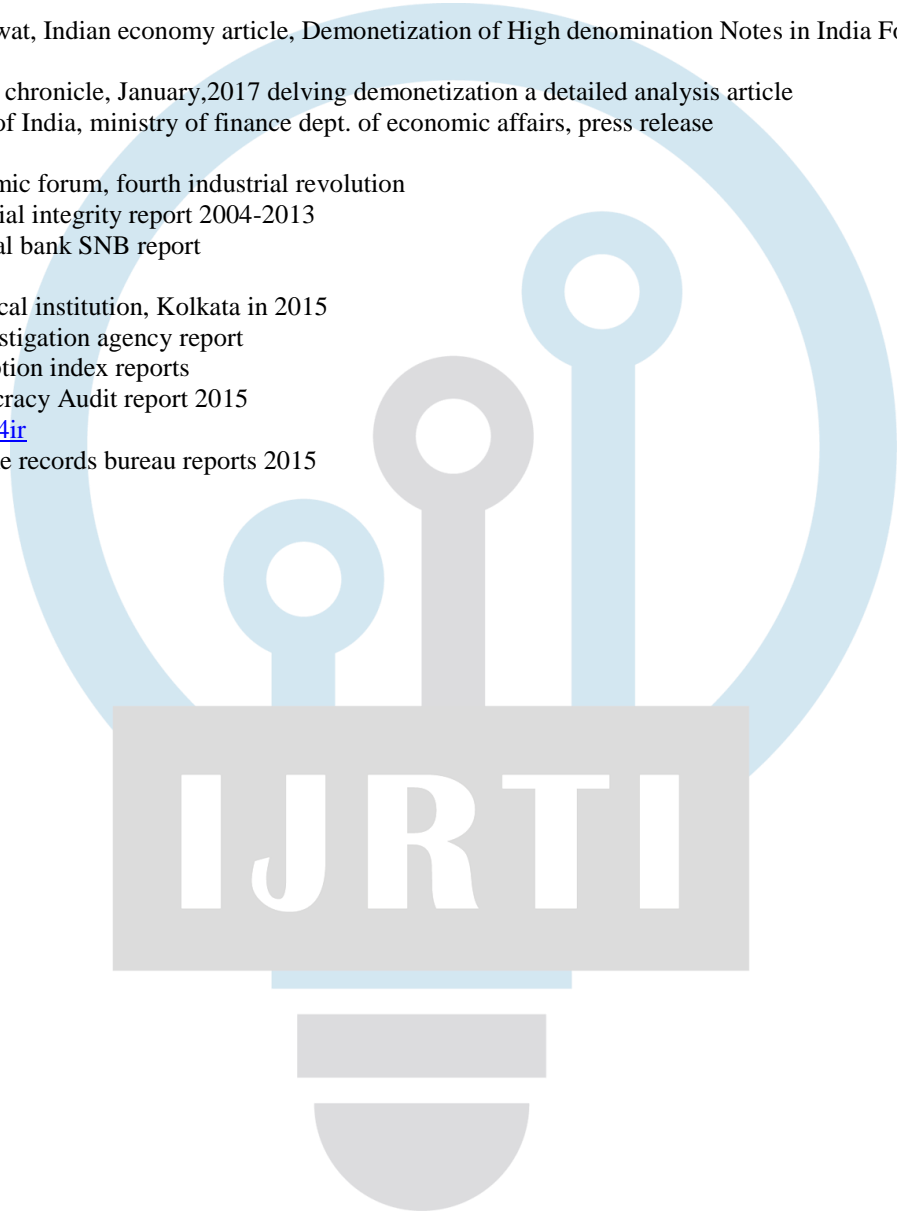 wat, Indian economy article, Demonetization of High denomination Notes in India Fo
chronicle, January,2017 delving demonetization a detailed analysis article
of India, ministry of finance dept. of economic affairs, press release
mic forum, fourth industrial revolution
ial integrity report 2004-2013
al bank SNB report
cal institution, Kolkata in 2015
stigation agency report
tion index reports
cracy Audit report 2015
4ir
e records bureau reports 2015
IJRTI